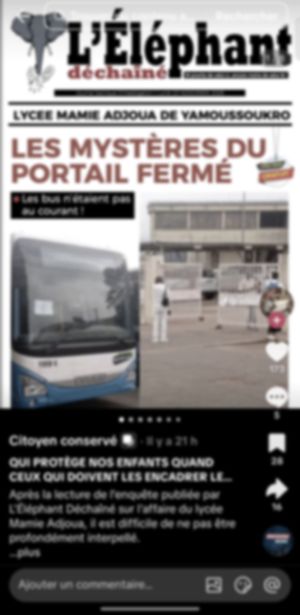 Rechercher
L'Éléphant
déchaîné
LYCEE MAMIE ADJOUA DE YAMOUSSOUKRO
LES MYSTÈRES DU
PORTAIL FERMÉ
Les bus n'étaient pas
au courant !
173
5
28
16
Citoyen conservé · Il y a 21 h
QUI PROTÈGE NOS ENFANTS QUAND
CEUX QUI DOIVENT LES ENCADRER LE...
Après la lecture de l'enquête publiée par
L'Éléphant Déchaîné sur l'affaire du lycée
Mamie Adjoua, il est difficile de ne pas être
profondément interpellé.
...plus
Ajouter un commentaire...